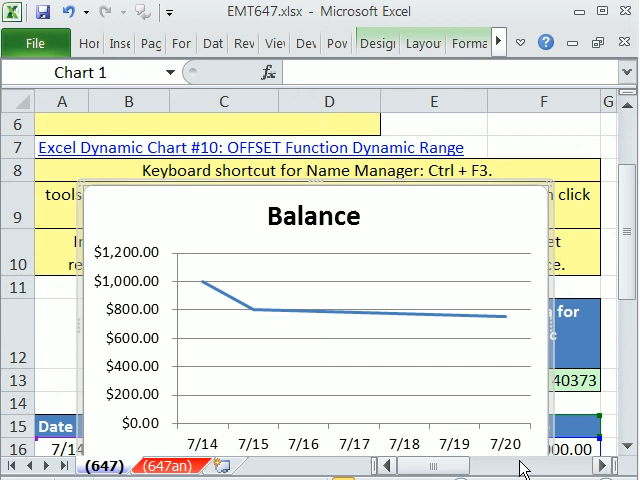 EMT647.xlsx - Microsoft Excel
File Hor Inse Pag For Dat Rev Vie Dev Pov Desig Layou Forma
Chart 1 fx
A B C D E F G
6
7 Excel Dynamic Chart #10: OFFSET Function Dynamic Range
8 Keyboard shortcut for Name Manager: Ctrl + F3.
tools click
9
In et
10 re ce.
11
a for
12 c
13 40373
14
15 Date
16 7/14 00.00
Balance
$1,200.00
$1,000.00
$800.00
$600.00
$400.00
$200.00
$0.00
7/14 7/15 7/16 7/17 7/18 7/19 7/20
(647) (647an)